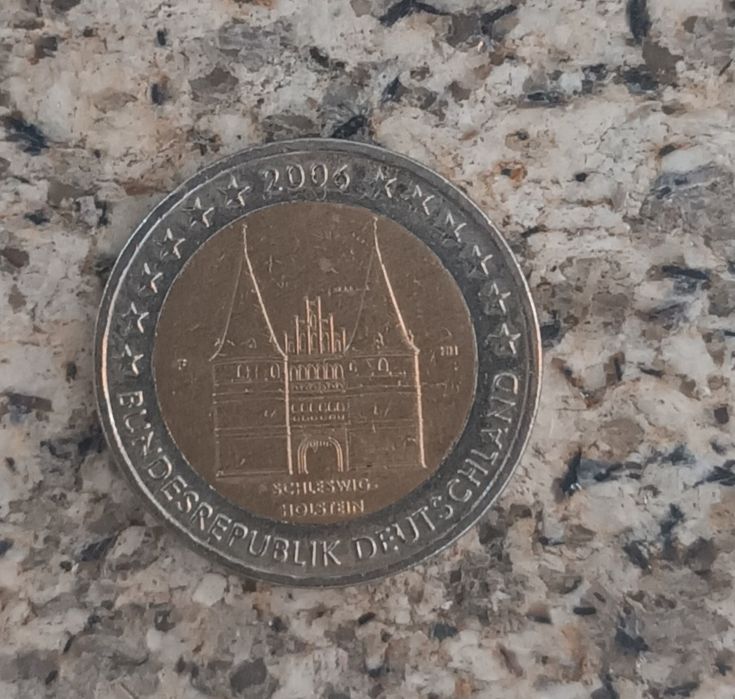 2006
SCHLESWIG-
HOLSTEIN
BUNDESREPUBLIK DEUTSCHLAND